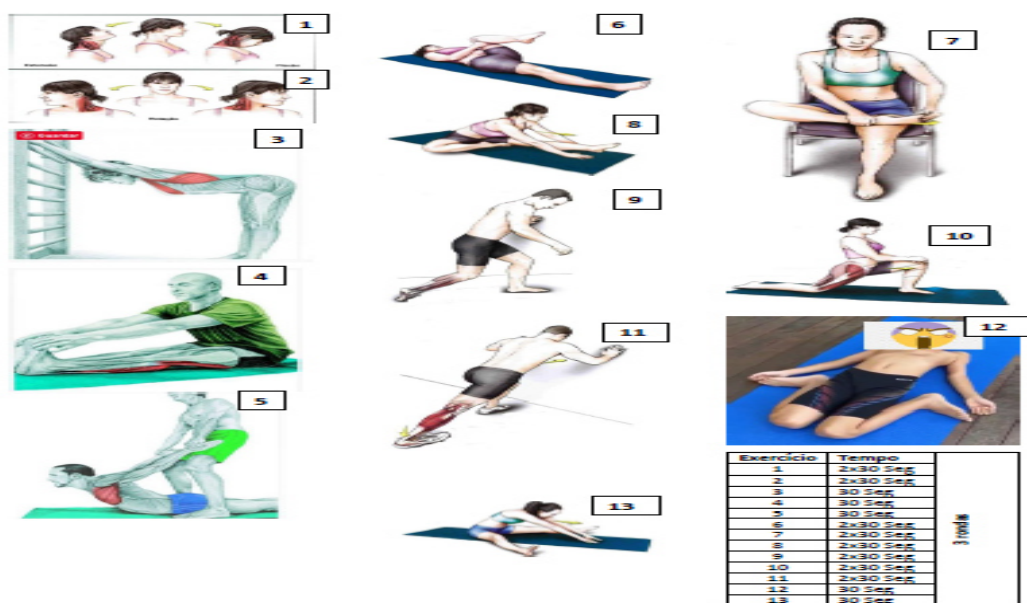 1
2
Guardar
3
4
5
6
8
9
11
13
7
10
12
Exercício Tempo
1 2x30 Seg
2 2x30 Seg
3 30 Seg
4 30 Seg
5 30 Seg
6 2x30 Seg
7 2x30 Seg
8 2x30 Seg
9 2x30 Seg
10 2x30 Seg
11 2x30 Seg
12 30 Seg
13 30 Seg
3 rondas